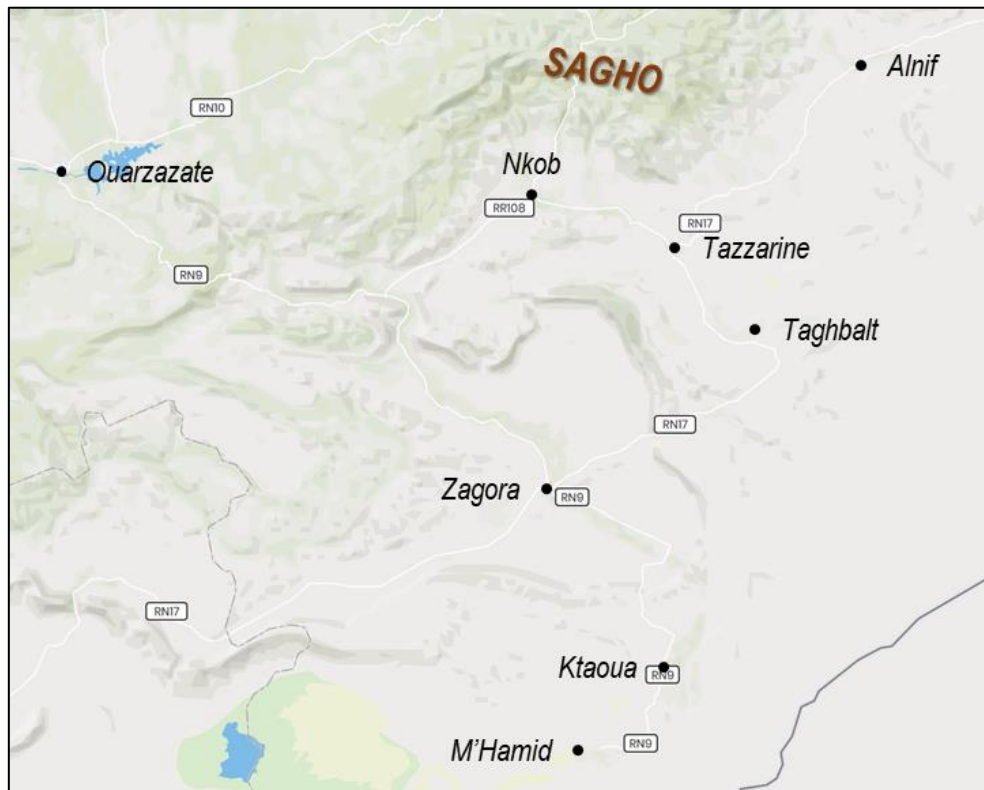 SAGHO
Alnif
RN10
Ouarzazate
Nkob
RR108
RN17
Tazzarine
RN9
Taghbalt
RN17
Zagora
RN9
RN17
Ktaoua
RN9
M'Hamid
RN9